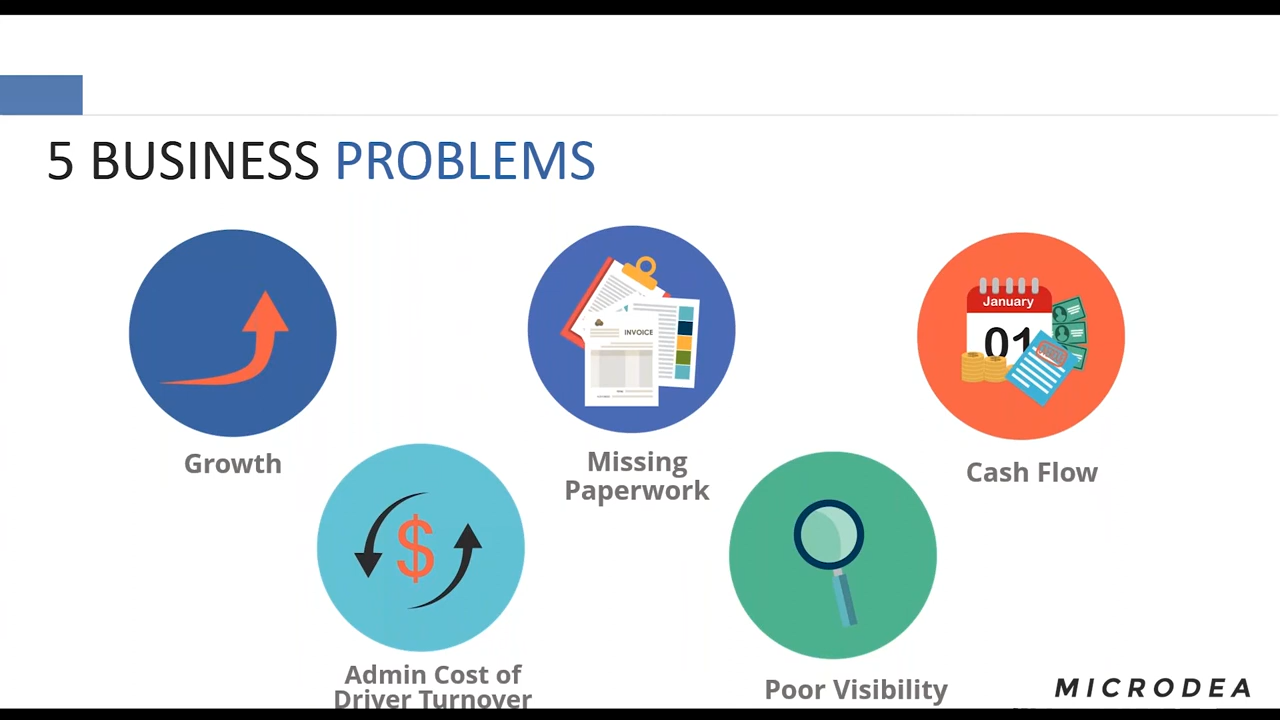 5 BUSINESS PROBLEMS
Growth
Missing
Paperwork
INVOICE
January
01
Cash Flow
Admin Cost of
Driver Turnover
Poor Visibility
MICRODEA